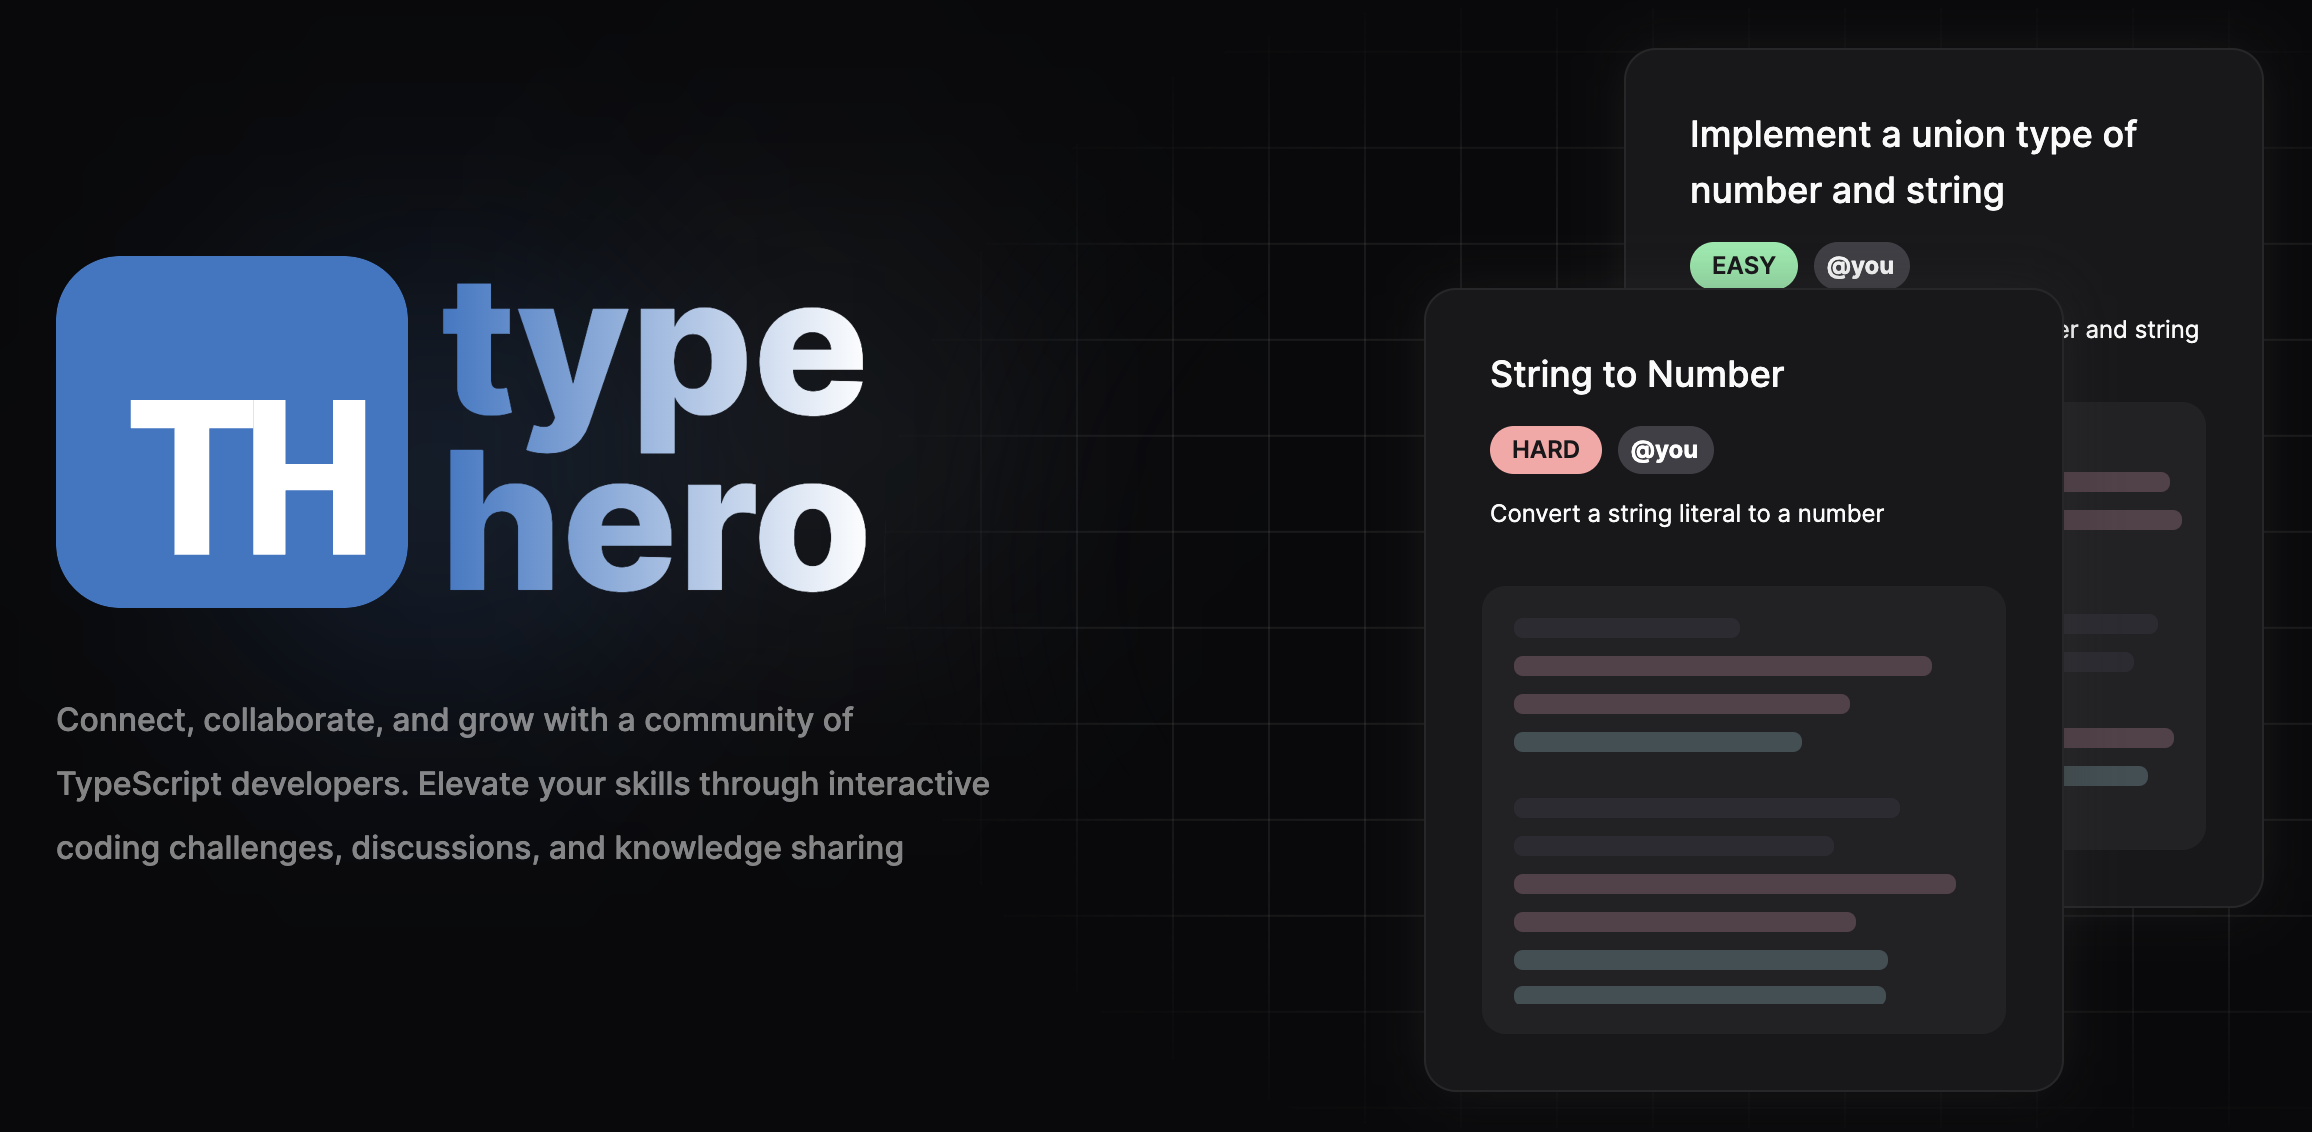 TH
type
hero
Connect, collaborate, and grow with a community of
TypeScript developers. Elevate your skills through interactive
coding challenges, discussions, and knowledge sharing
Implement a union type of
number and string
EASY @you
and string
String to Number
HARD @you
Convert a string literal to a number